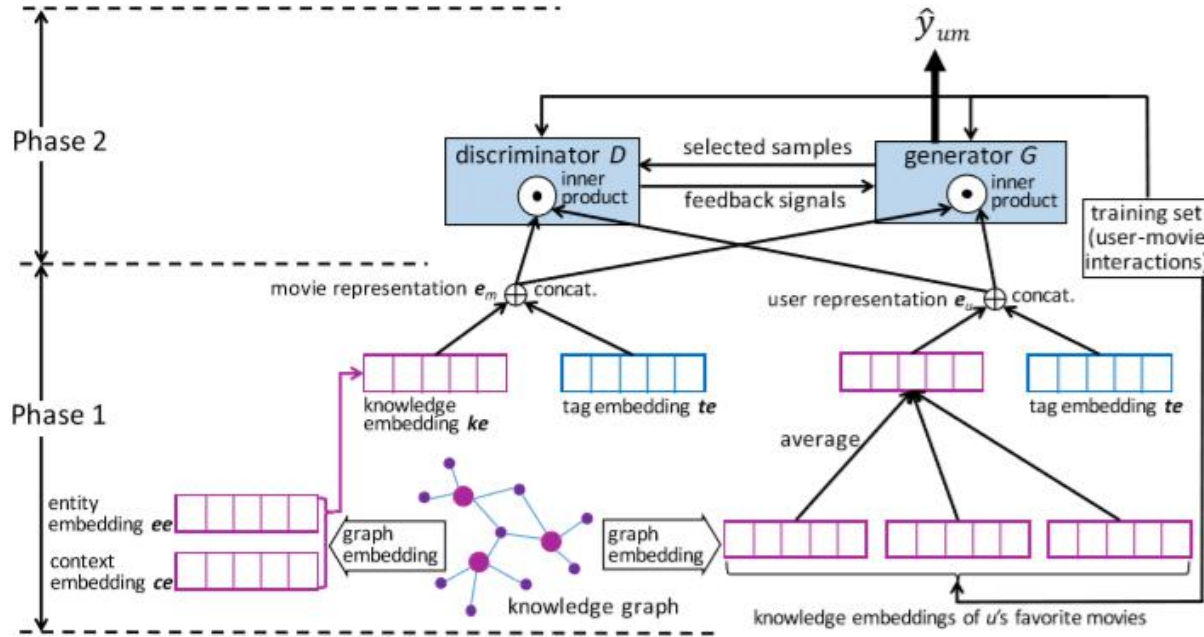 ŷum
Phase 2
discriminator D
inner
product
selected samples
feedback signals
generator G
inner
product
training set
(user-movie
interactions)
movie representation em
concat.
user representation eu
concat.
Phase 1
knowledge
embedding ke
tag embedding te
tag embedding te
average
entity
embedding ee
context
embedding ce
graph
embedding
knowledge graph
graph
embedding
knowledge embeddings of u's favorite movies